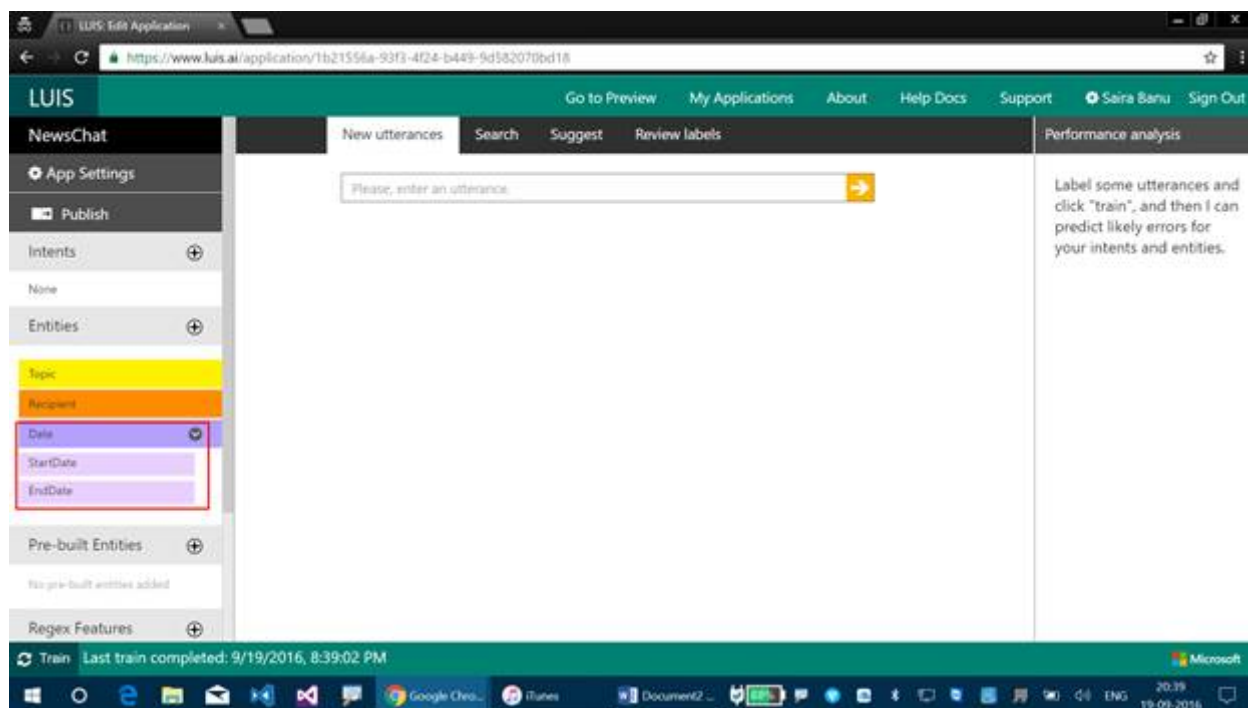 LUIS: Edit Application
https://www.luis.ai/application/1b21556a-93f3-4f24-b449-9d582070bd18
LUIS Go to Preview My Applications About Help Docs Support Saira Banu Sign Out
NewsChat New utterances Search Suggest Review labels Performance analysis
App Settings
Please, enter an utterance.
Label some utterances and
click "train", and then I can
predict likely errors for
your intents and entities.
Publish
Intents
None
Entities
Topic
Recipient
Date
StartDate
EndDate
Pre-built Entities
No pre-built entities added
Regex Features
Train Last train completed: 9/19/2016, 8:39:02 PM Microsoft
Google Chro... iTunes Document2 - ENG 20:39
19-09-2016